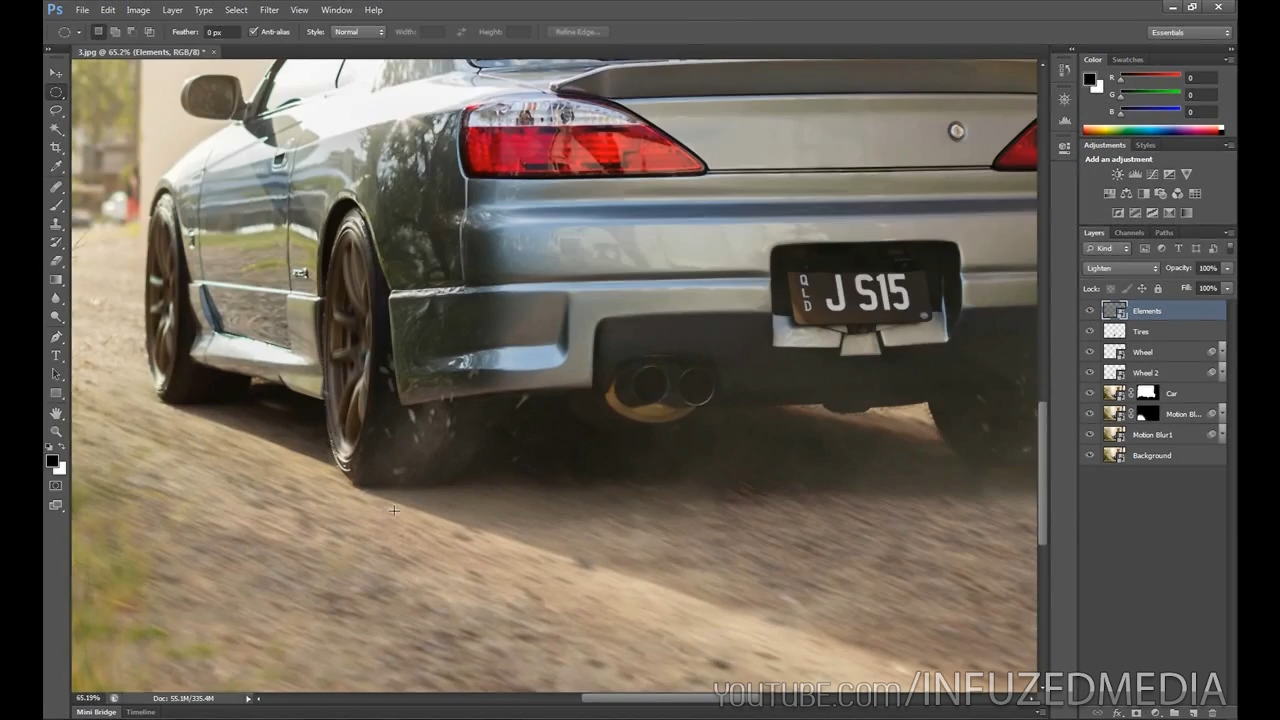 Ps File Edit Image Layer Type Select Filter 3D View Window Help
Feather: 0 px Anti-alias Style: Normal Width: Height: Refine Edge... Essentials
3.jpg @ 65.2% (Elements, RGB/8) * ×
Color Swatches
R 0
G 0
B 0
Adjustments Styles
Add an adjustment
Layers Channels Paths
Kind
Lighten Opacity: 100%
Lock: Fill: 100%
Elements
Tires
Wheel
Wheel 2
Car
Motion Bl...
Motion Blur1
Background
QLD J S15
65.19% Doc: 55.1M/335.4M
Mini Bridge Timeline
YOUTUBE.COM/INFUZEDMEDIA